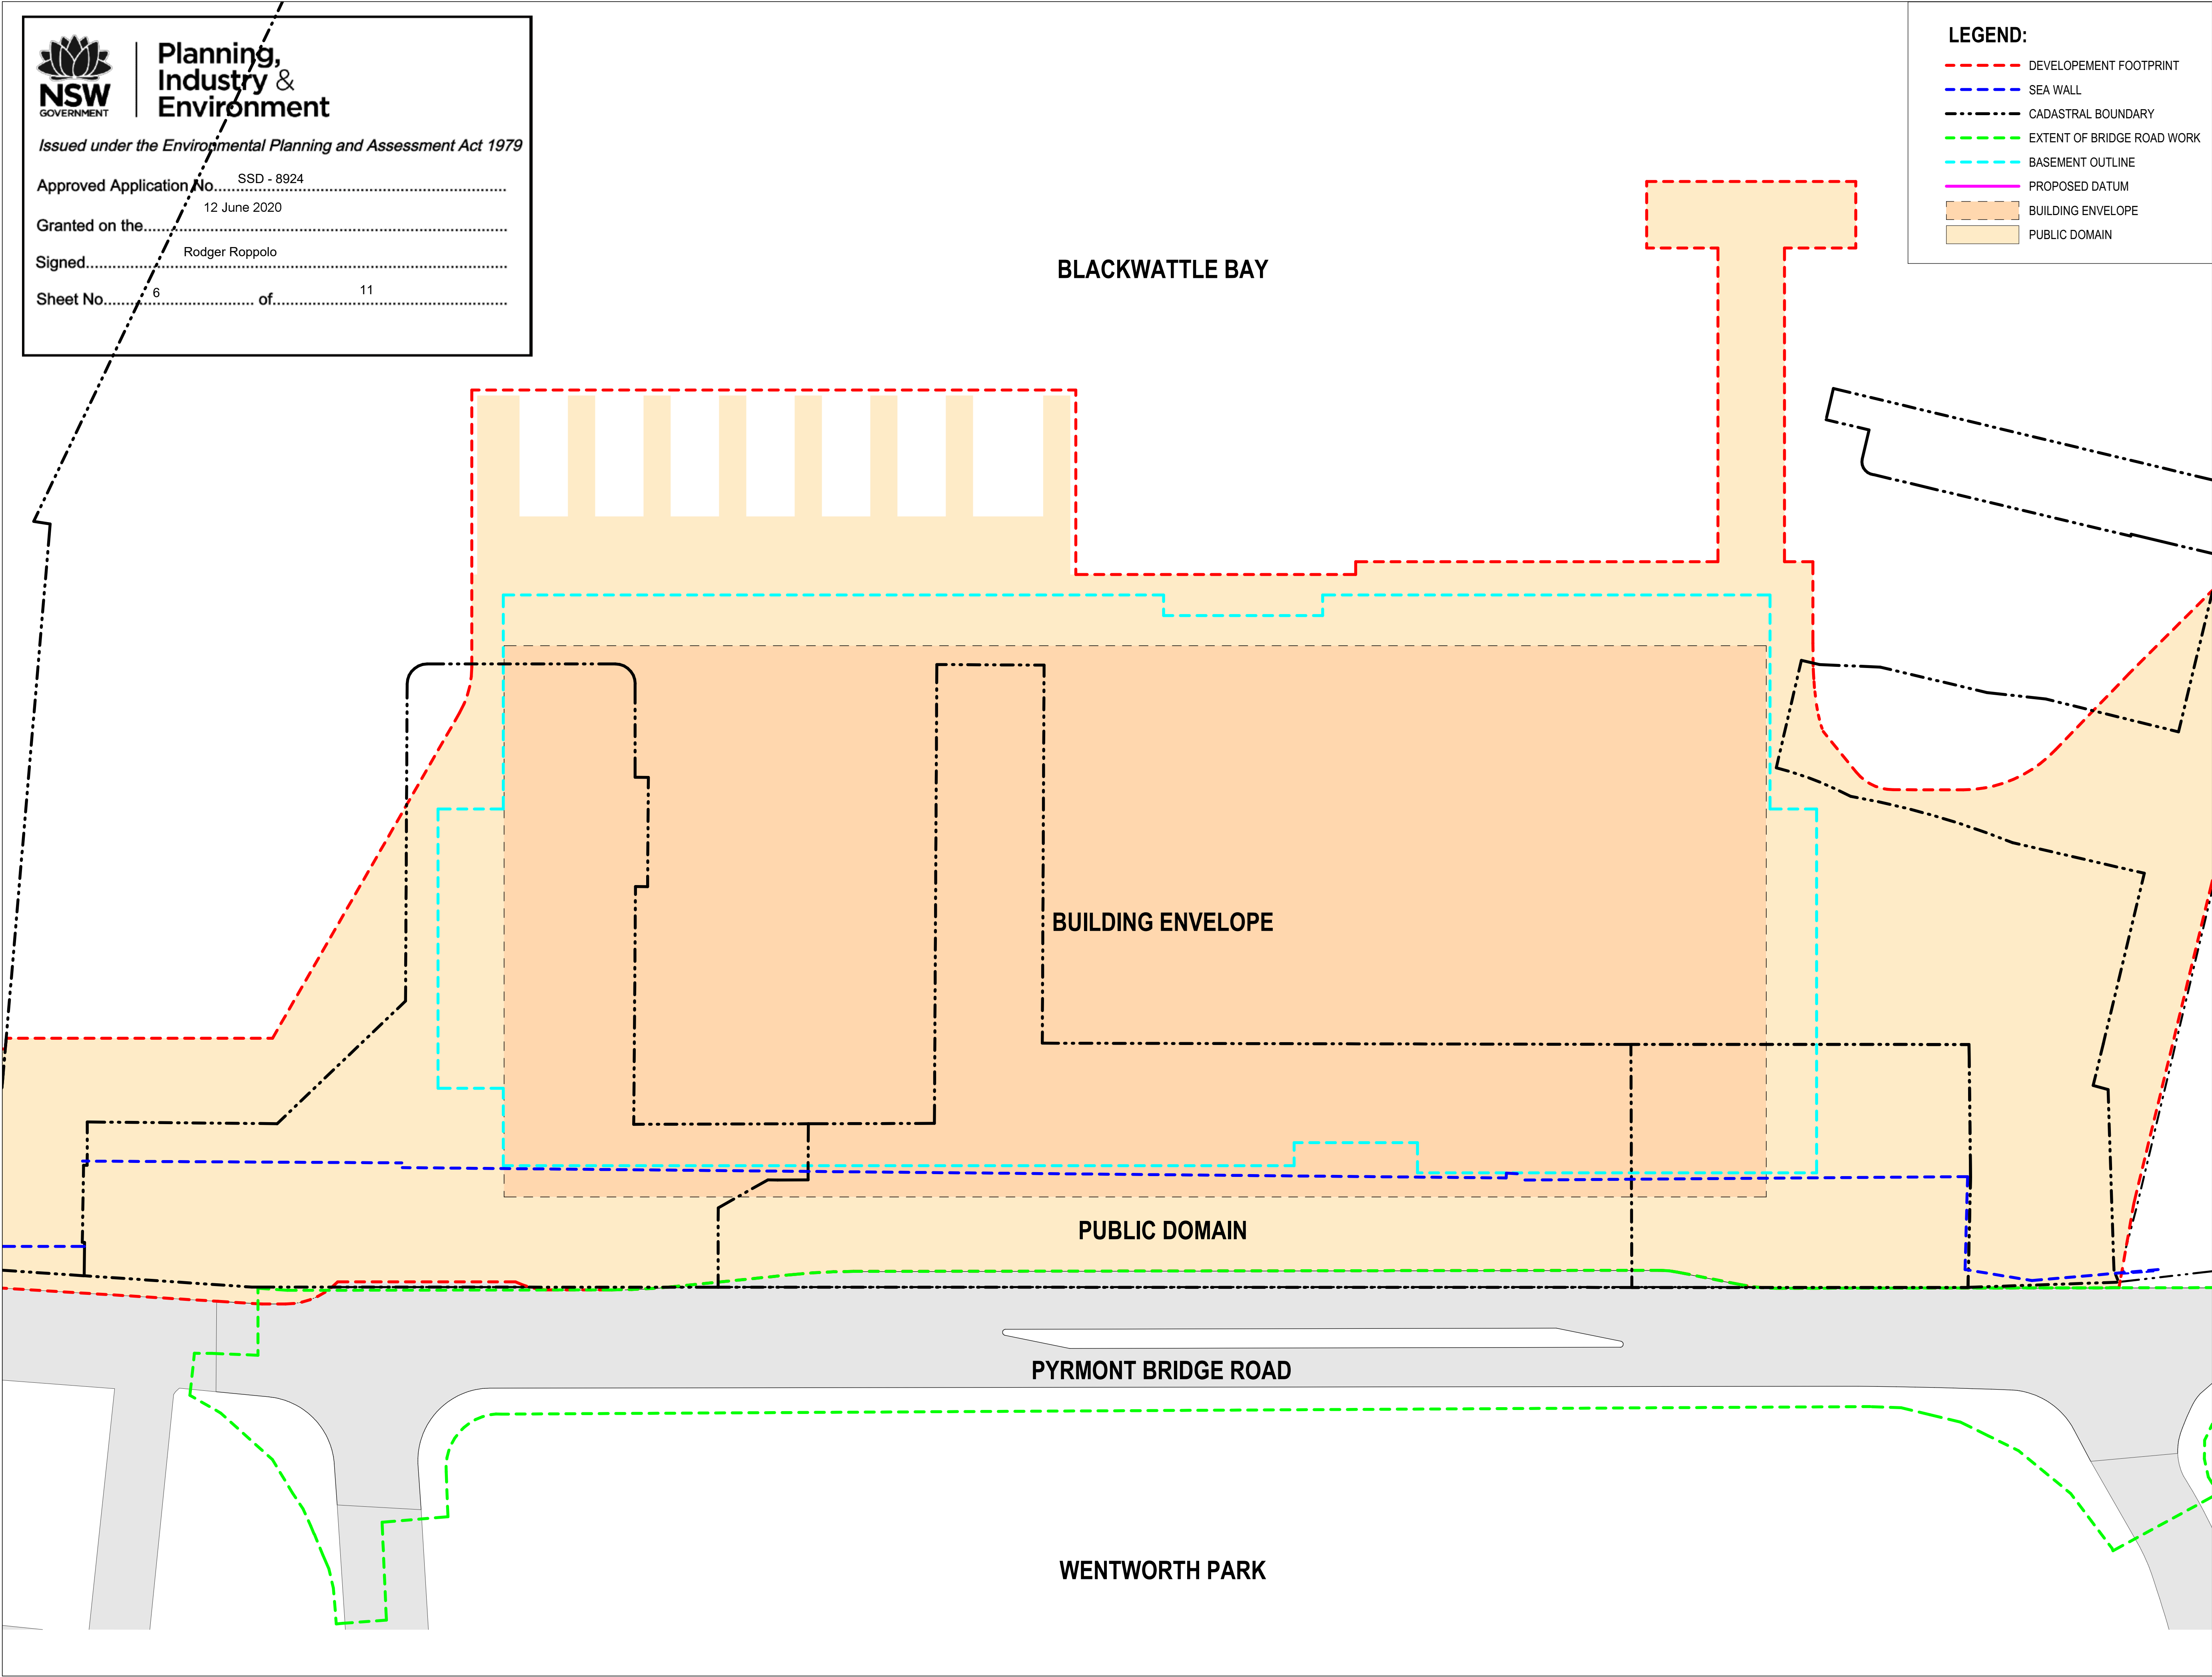 Planning,
Industry &
Environment
NSW
GOVERNMENT
Issued under the Environmental Planning and Assessment Act 1979
Approved Application No. SSD - 8924
Granted on the 12 June 2020
Signed Rodger Roppolo
Sheet No. 6 of 11
LEGEND:
DEVELOPEMENT FOOTPRINT
SEA WALL
CADASTRAL BOUNDARY
EXTENT OF BRIDGE ROAD WORK
BASEMENT OUTLINE
PROPOSED DATUM
BUILDING ENVELOPE
PUBLIC DOMAIN
BLACKWATTLE BAY
BUILDING ENVELOPE
PUBLIC DOMAIN
PYRMONT BRIDGE ROAD
WENTWORTH PARK